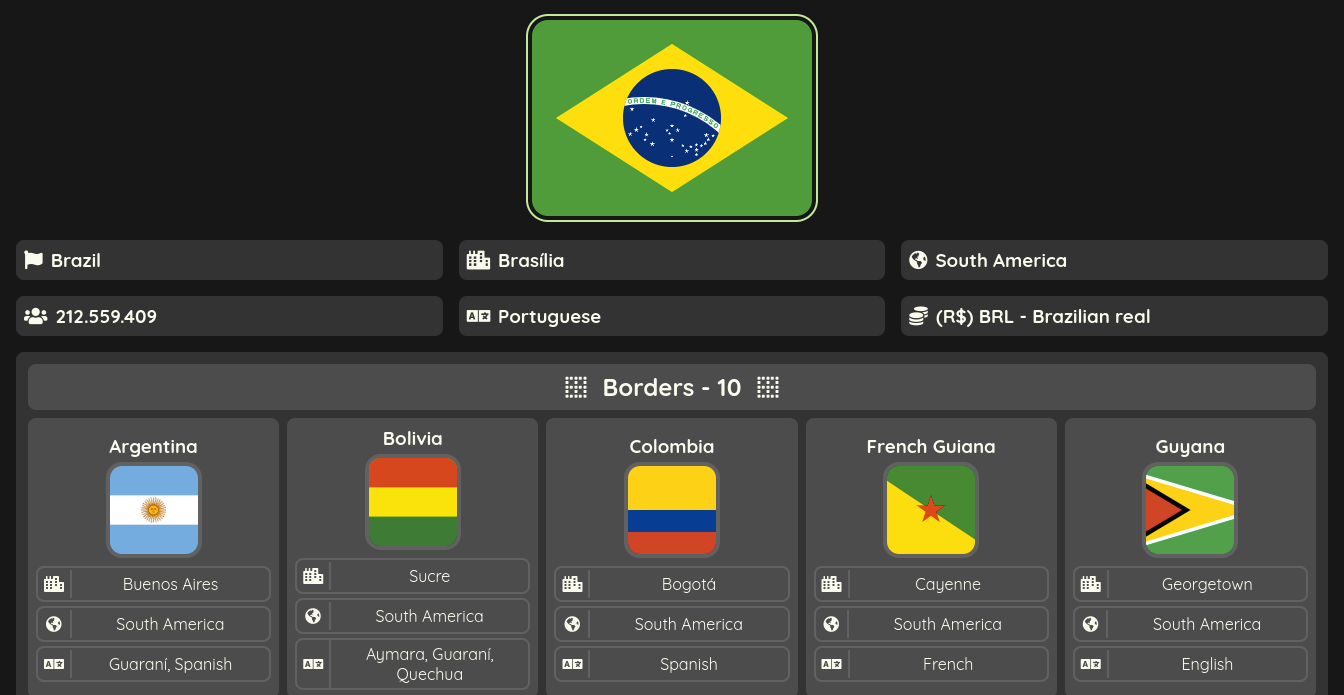 ORDEM E PROGRESSO
Brazil
Brasília
South America
212.559.409
Portuguese
(R$) BRL - Brazilian real
Borders - 10
Argentina
Buenos Aires
South America
Guaraní, Spanish
Bolivia
Sucre
South America
Aymara, Guaraní,
Quechua
Colombia
Bogotá
South America
Spanish
French Guiana
Cayenne
South America
French
Guyana
Georgetown
South America
English